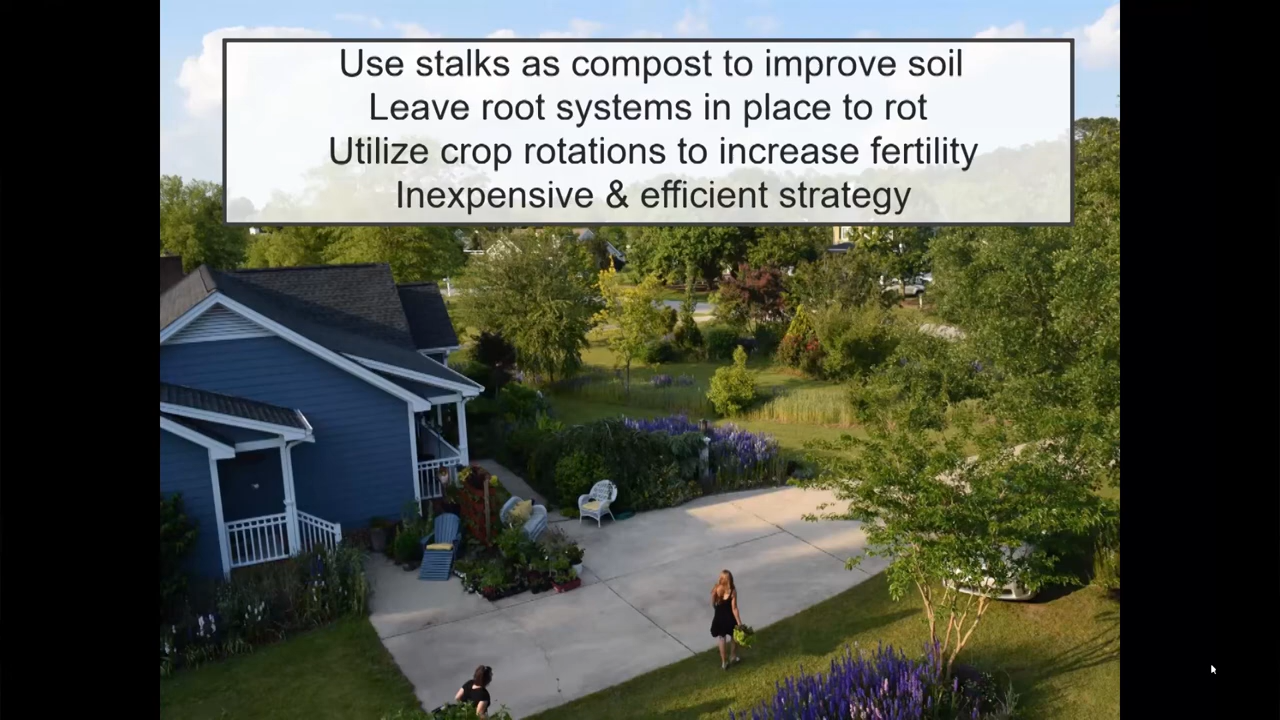 Use stalks as compost to improve soil
Leave root systems in place to rot
Utilize crop rotations to increase fertility
Inexpensive & efficient strategy